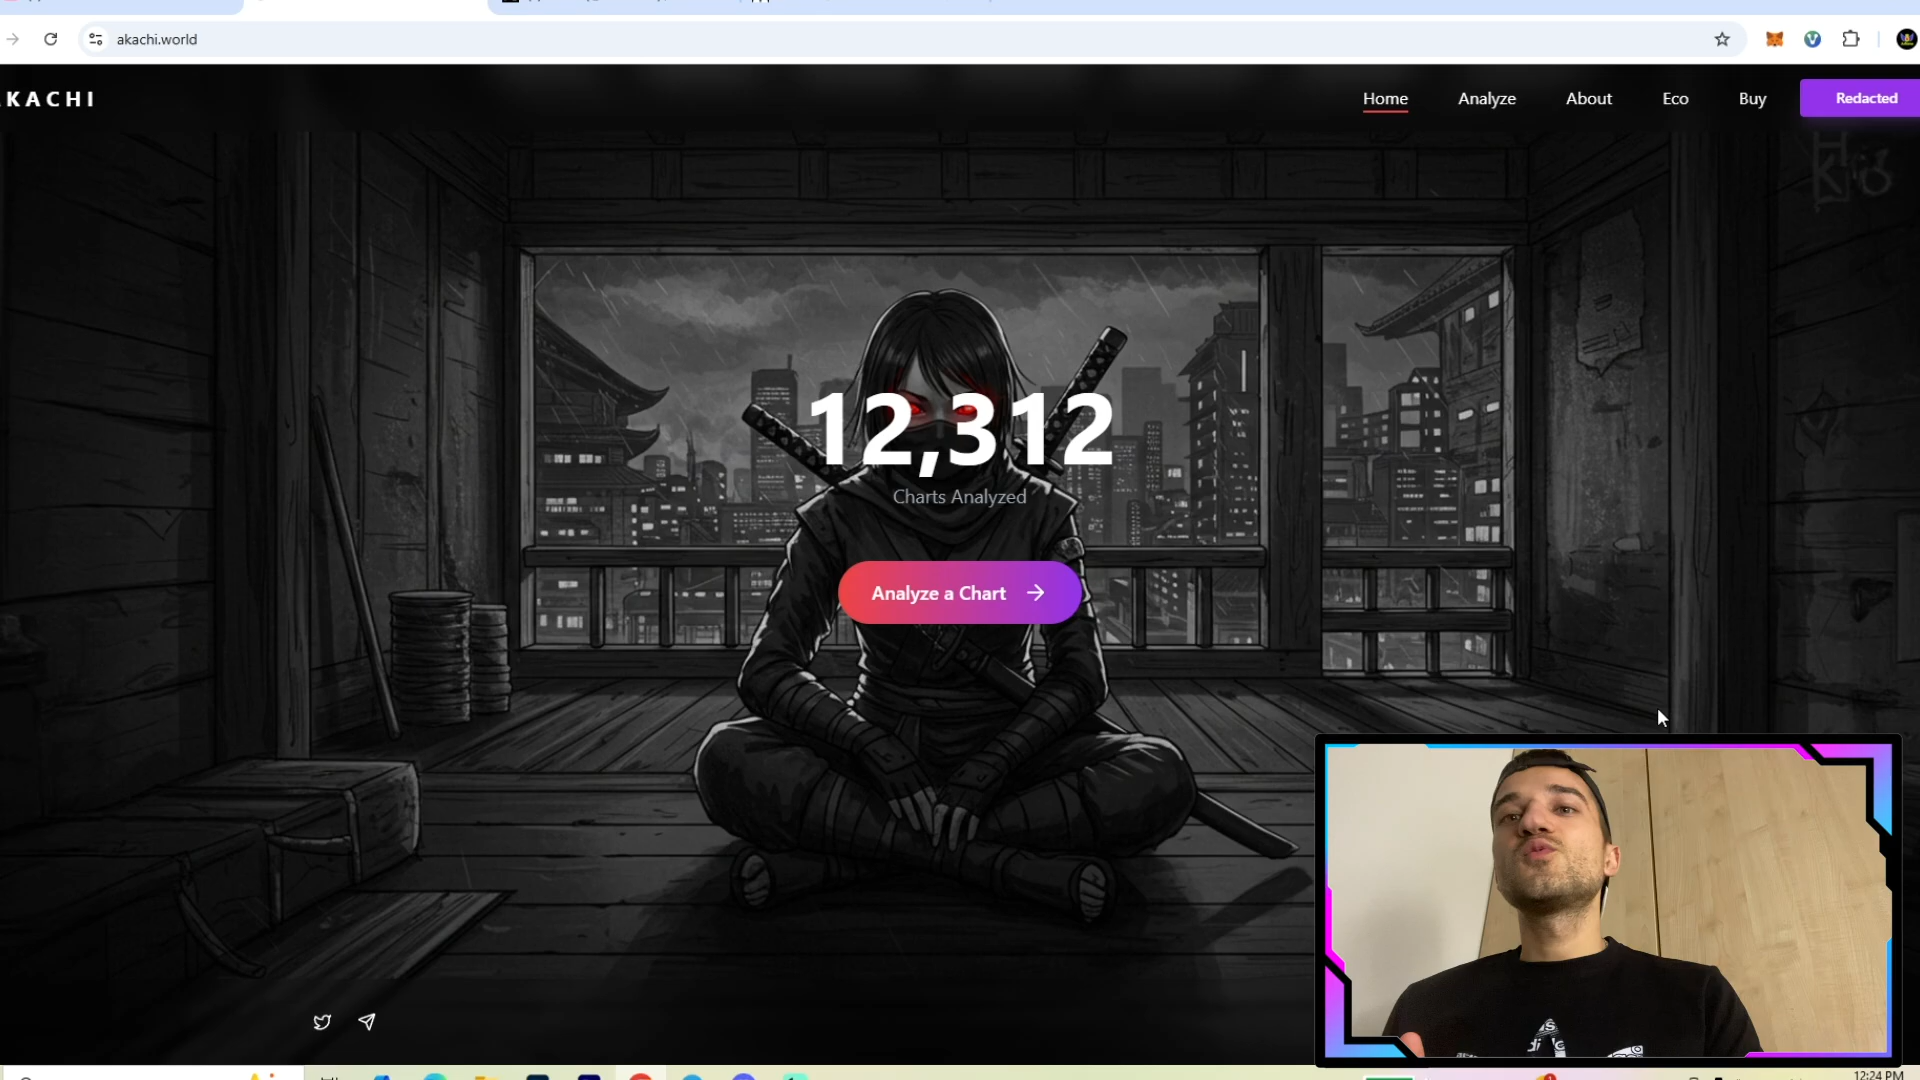 akachi.world
KACHI
Home
Analyze
About
Eco
Buy
Redacted
12,312
Charts Analyzed
Analyze a Chart
12:24 PM